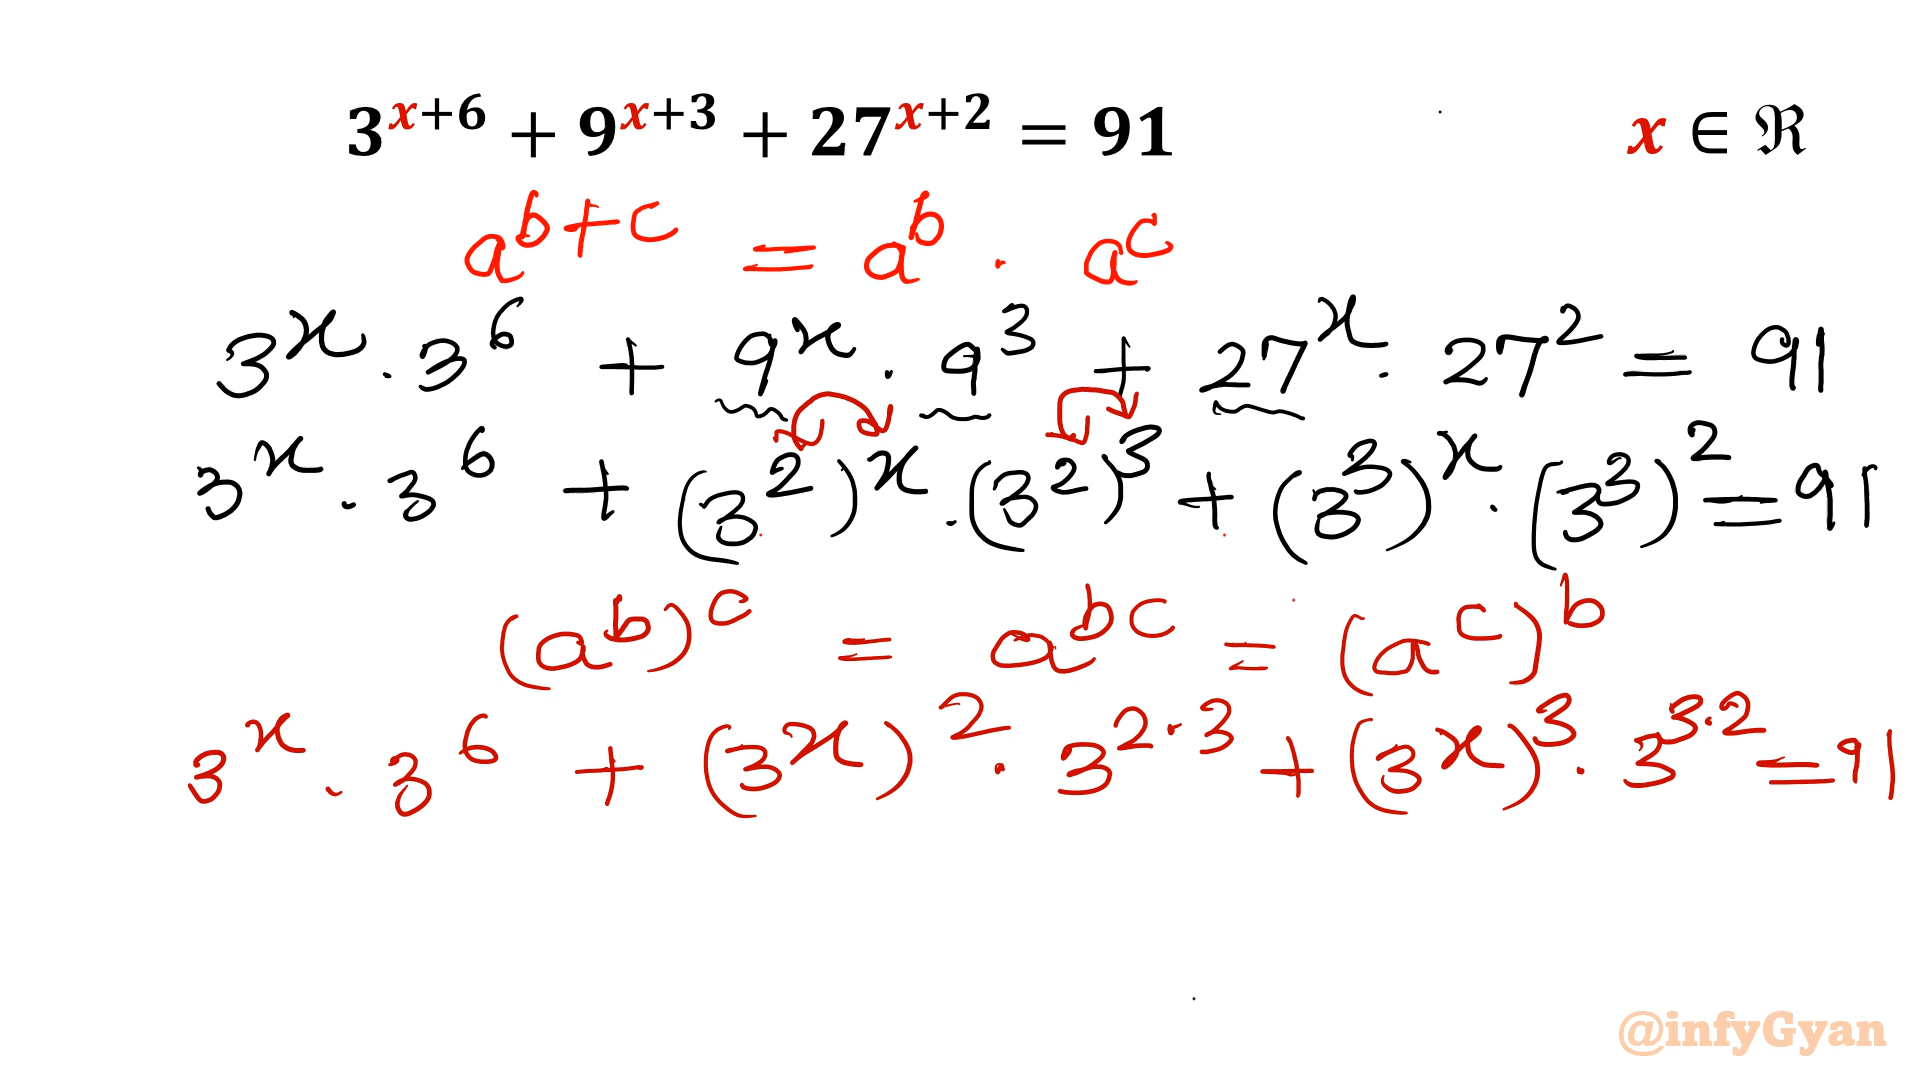 3^{x+6} + 9^{x+3} + 27^{x+2} = 91 x ∈ ℜ
a^{b+c} = a^b · a^c
3^x · 3^6 + 9^x · 9^3 + 27^x · 27^2 = 91
3^x · 3^6 + (3^2)^x · (3^2)^3 + (3^3)^x · (3^3)^2 = 91
(a^b)^c = a^{bc} = (a^c)^b
3^x · 3^6 + (3^x)^2 · 3^{2·3} + (3^x)^3 · 3^{3·2} = 91
@infyGyan